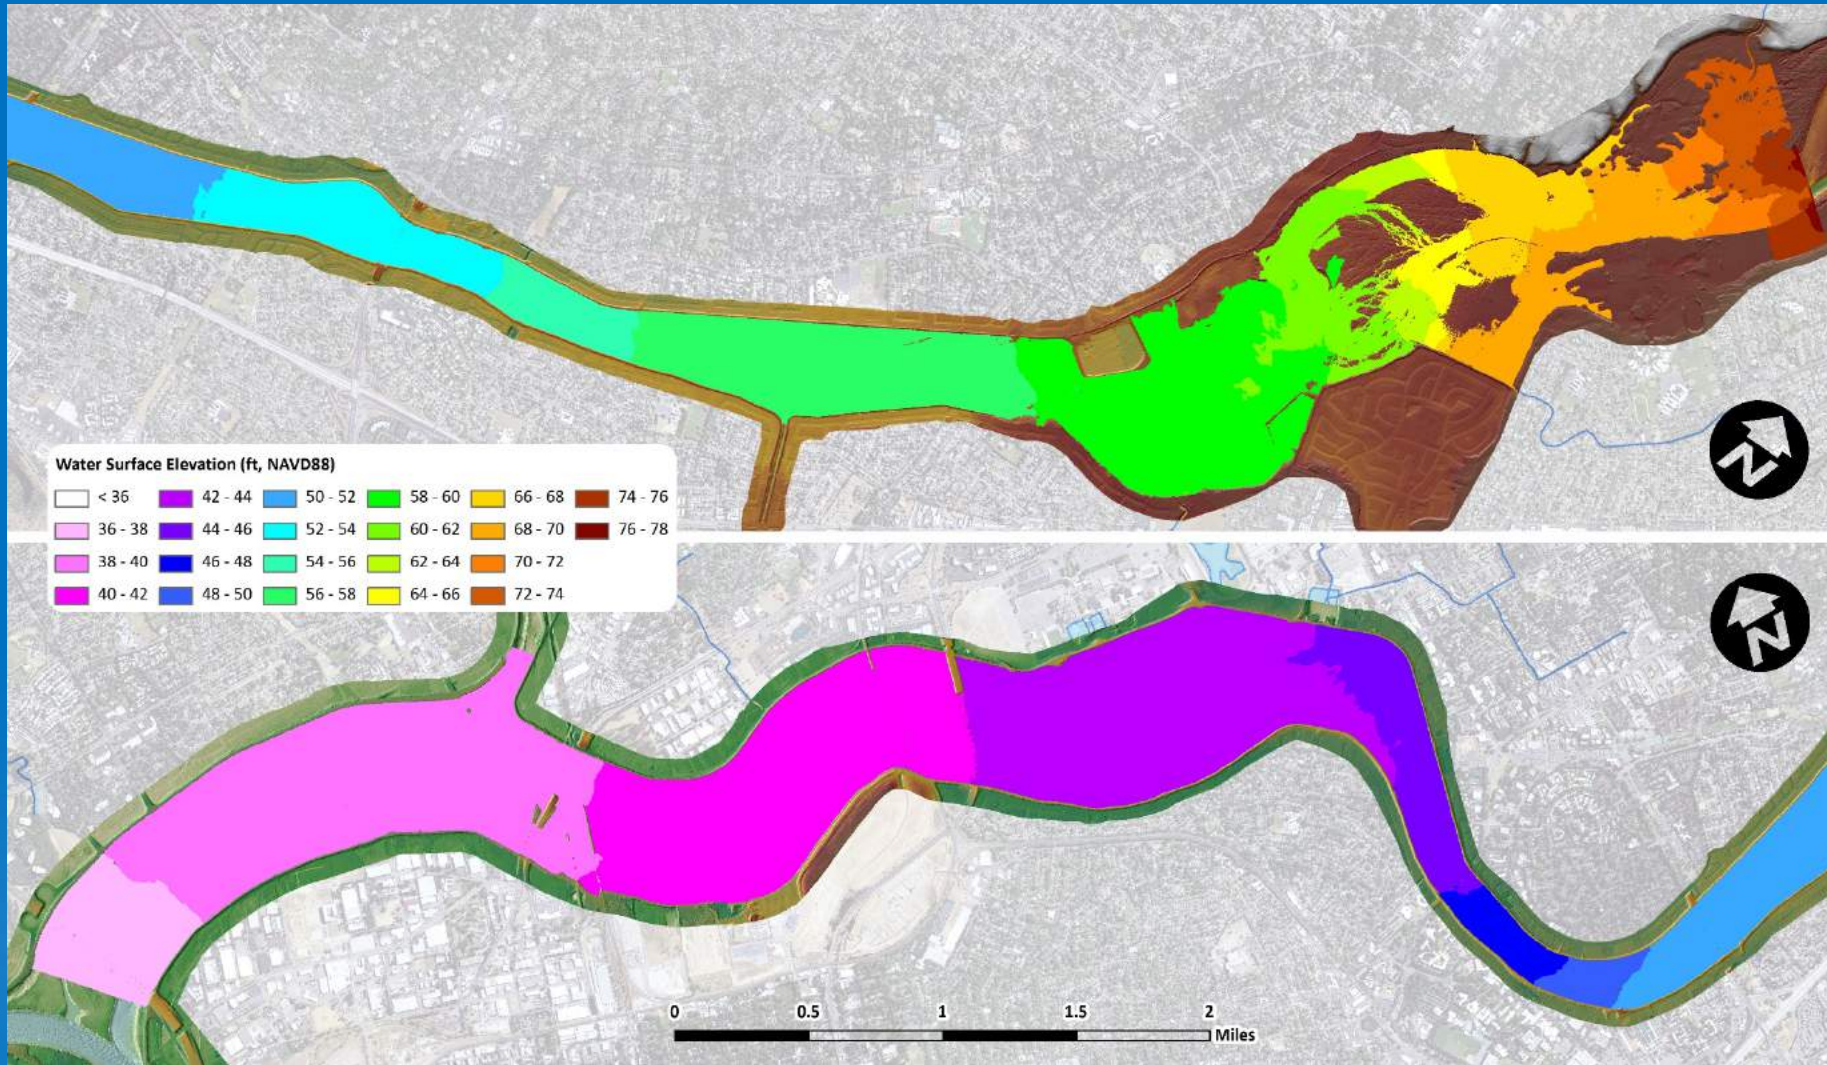 Water Surface Elevation (ft, NAVD88)
< 36 42 - 44 50 - 52 58 - 60 66 - 68 74 - 76
36 - 38 44 - 46 52 - 54 60 - 62 68 - 70 76 - 78
38 - 40 46 - 48 54 - 56 62 - 64 70 - 72
40 - 42 48 - 50 56 - 58 64 - 66 72 - 74
N
N
0 0.5 1 1.5 2
Miles